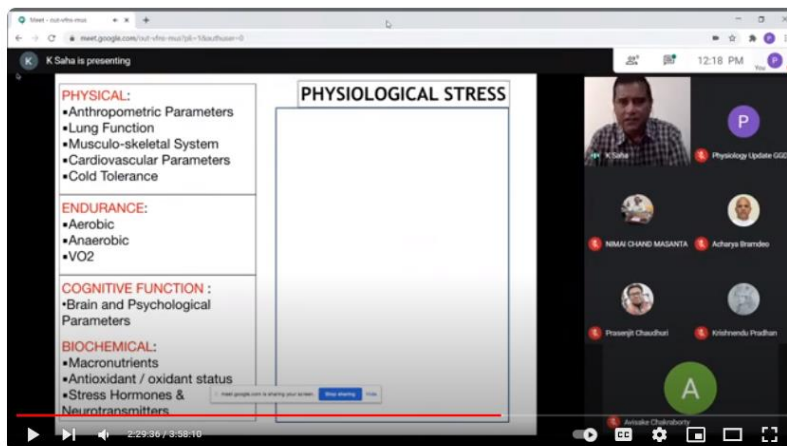 Meet - out-vfns-mus
meet.google.com/out-vfns-mus?pli=1&authuser=0
K
K Saha is presenting
12:18 PM
You
P
PHYSICAL:
▪Anthropometric Parameters
▪Lung Function
▪Musculo-skeletal System
▪Cardiovascular Parameters
▪Cold Tolerance
ENDURANCE:
▪Aerobic
▪Anaerobic
▪VO2
COGNITIVE FUNCTION :
•Brain and Psychological
Parameters
BIOCHEMICAL:
▪Macronutrients
▪Antioxidant / oxidant status
▪Stress Hormones &
Neurotransmitters
PHYSIOLOGICAL STRESS
meet.google.com is sharing your screen.
Stop sharing
Hide
K Saha
P
Physiology Update GGD
NIMAI CHAND MASANTA
Acharya Bramdeo
Prasenjit Chaudhuri
Krishnendu Pradhan
A
Avisake Chakraborty
2:29:36 / 3:58:10
CC